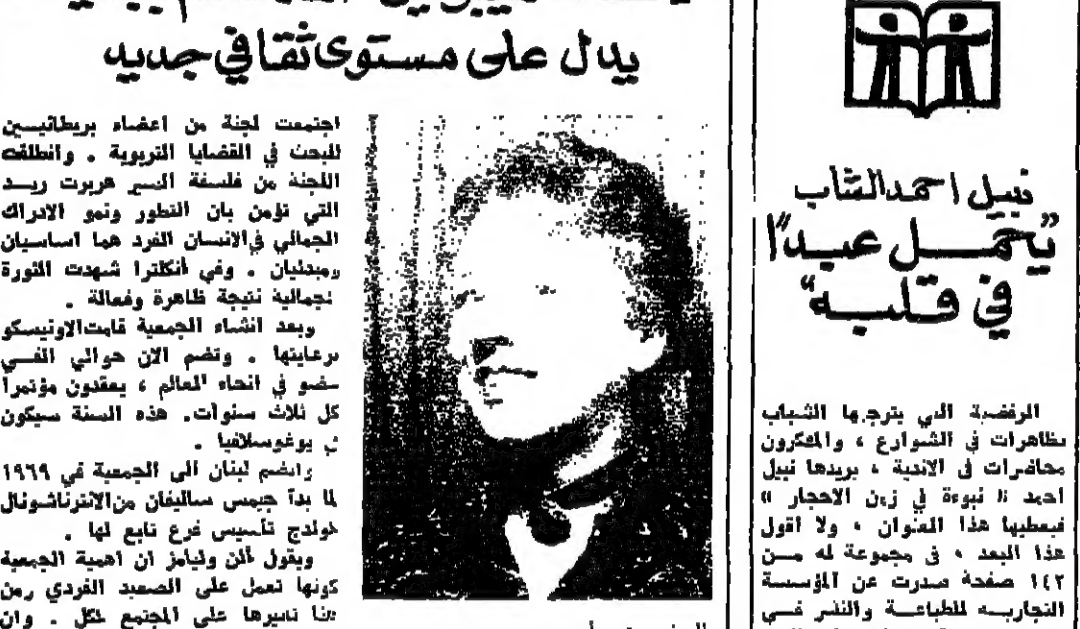 يدل على مستوى ثقافي جديد
اجتمعت لجنة من اعضاء بريطانيين
للبحث في القضايا التربوية . وانطلقت
اللجنة من فلسفة السير هربرت ريد
التي تؤمن بان التطور ونمو الادراك
الجمالي في الانسان الفرد هما اساسيان
ومبدئيان . وفي انكلترا شهدت الثورة
نجمالية نتيجة ظاهرة وفعالة .
وبعد انشاء الجمعية قامت الاونيسكو
برعايتها . وتضم الان حوالي الفي
عضو في انحاء العالم ، يعقدون مؤتمرا
كل ثلاث سنوات. هذه السنة سيكون
في يوغوسلافيا .
وانضم لبنان الى الجمعية في ١٩٦٩
لما بدأ جيمس ساليفان من الانترناشونال
كولدج تأسيس فرع تابع لها .
ويقول ألن وليامز ان اهمية الجمعية
كونها تعمل على الصعيد الفردي ومن
هنا تأثيرها على المجتمع ككل . وان
نبيل احمد الشاب
"يحمل عيدا"
في قلبه"
الرفضية التي يترجمها الشباب
تظاهرات في الشوارع ، والمفكرون
محاضرات في الاندية ، يريدها نبيل
احمد « نبوءة في زمن الاحجار »
فيعطيها هذا العنوان ، ولا اقول
هذا البعد ، في مجموعة له من
١٤٢ صفحة صدرت عن المؤسسة
التجارية للطباعة والنشر في